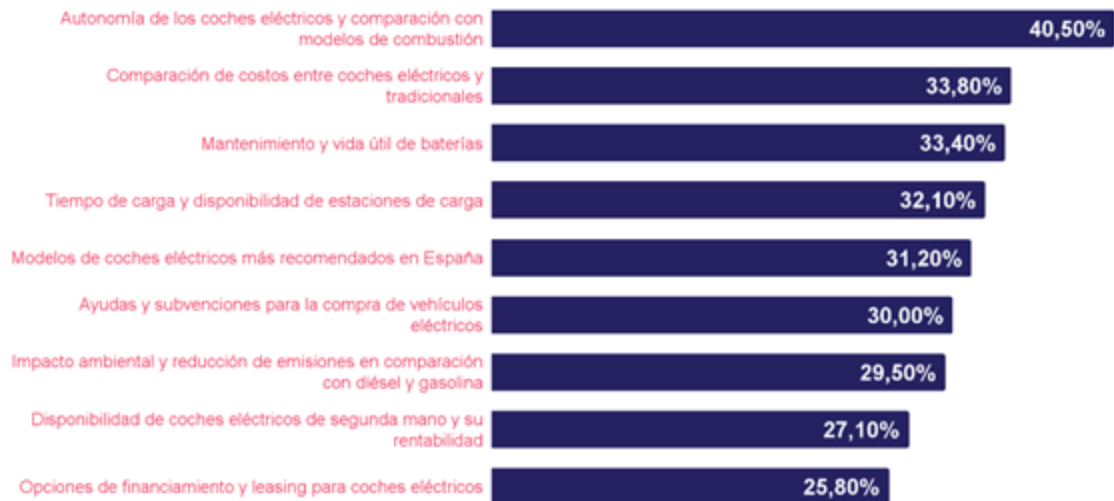 Autonomía de los coches eléctricos y comparación con
modelos de combustión
40,50%
Comparación de costos entre coches eléctricos y
tradicionales
33,80%
Mantenimiento y vida útil de baterías
33,40%
Tiempo de carga y disponibilidad de estaciones de carga
32,10%
Modelos de coches eléctricos más recomendados en España
31,20%
Ayudas y subvenciones para la compra de vehículos
eléctricos
30,00%
Impacto ambiental y reducción de emisiones en comparación
con diésel y gasolina
29,50%
Disponibilidad de coches eléctricos de segunda mano y su
rentabilidad
27,10%
Opciones de financiamiento y leasing para coches eléctricos
25,80%